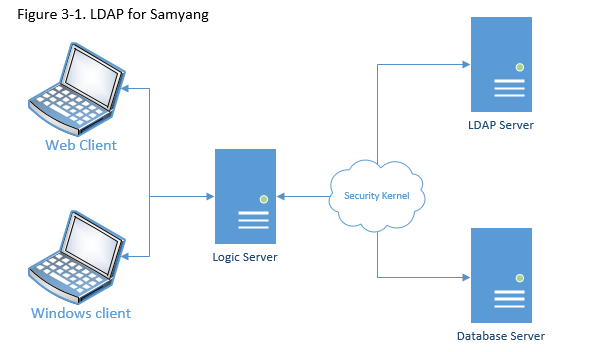 Figure 3-1. LDAP for Samyang
Web Client
Windows client
Logic Server
Security Kernel
LDAP Server
Database Server